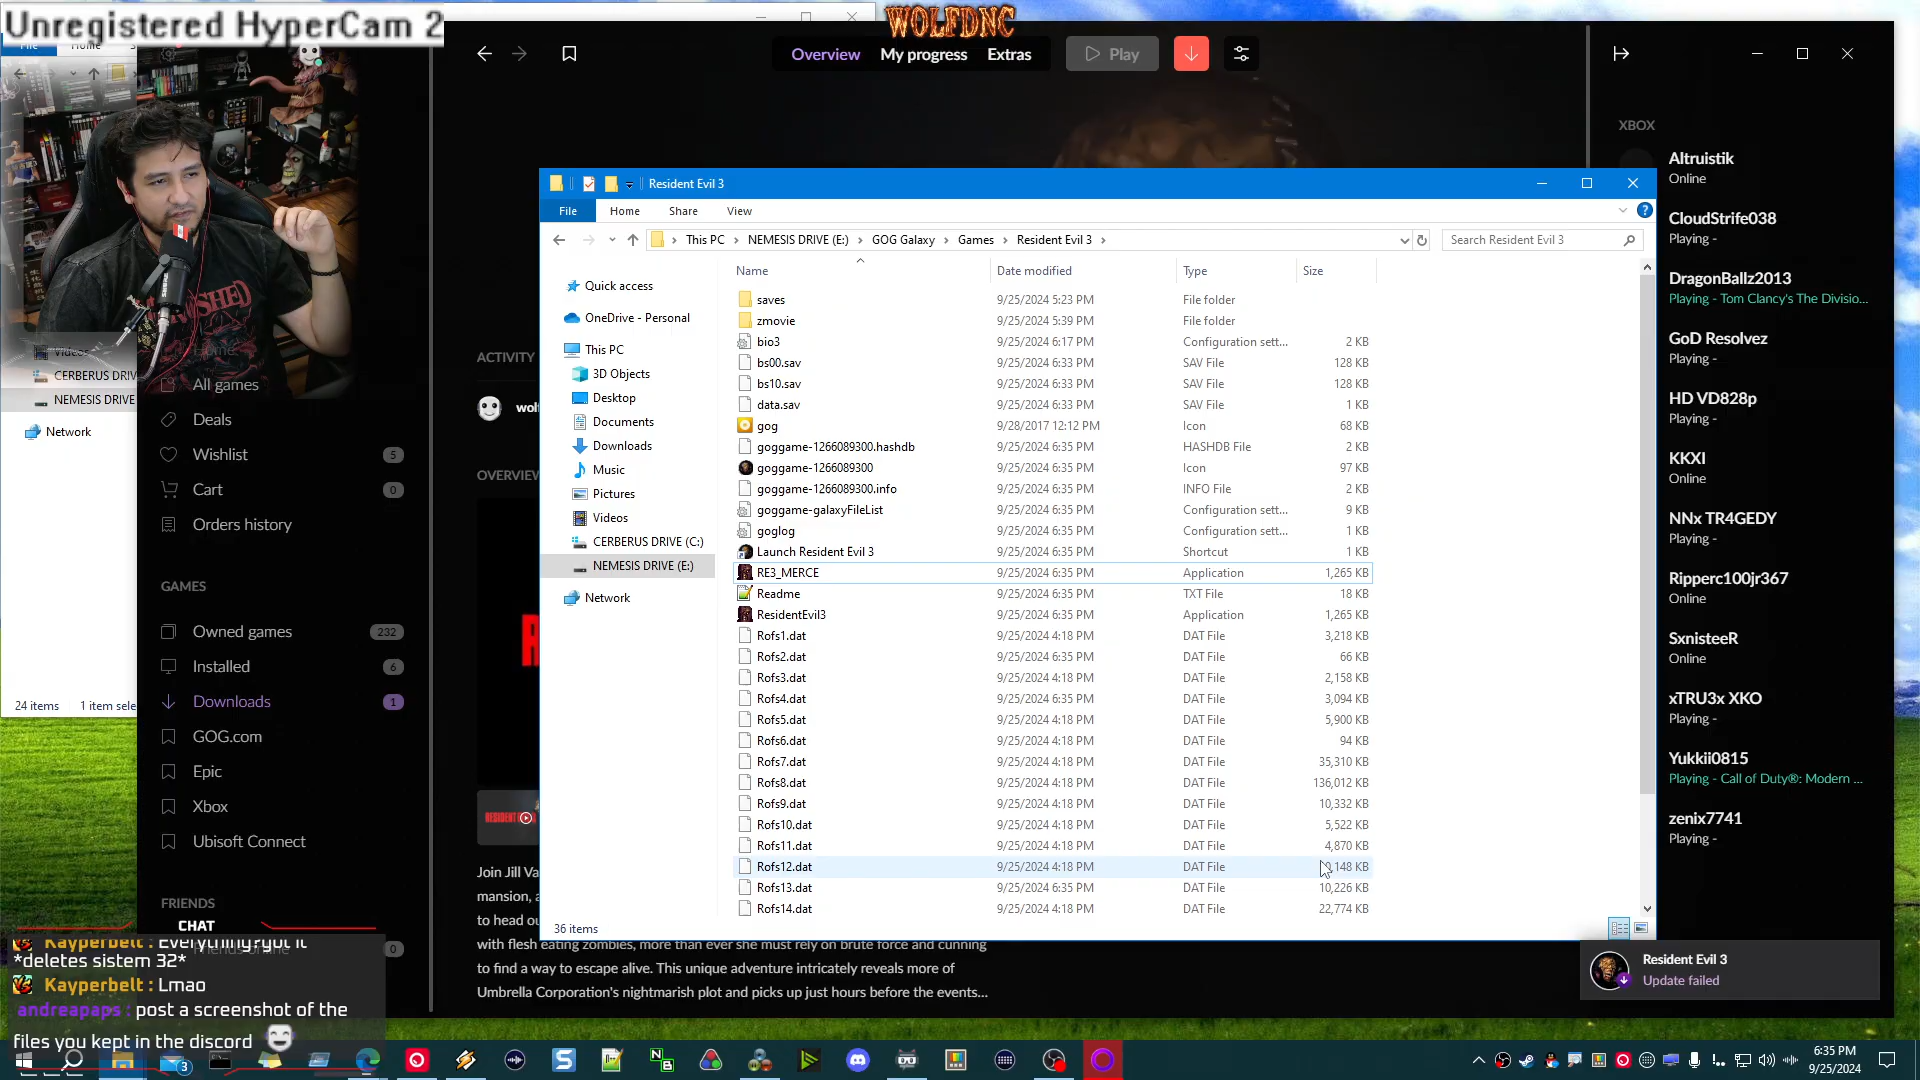 Unregistered HyperCam 2
WOLFDNC
Overview
My progress
Extras
Play
XBOX
Altruistik
Online
CloudStrife038
Playing -
DragonBallz2013
Playing - Tom Clancy's The Divisio...
GoD Resolvez
Playing -
HD VD828p
Playing -
KKXI
Online
NNx TR4GEDY
Playing -
Ripperc100jr367
Online
SxnisteeR
Online
xTRU3x XKO
Playing -
Yukkii0815
Playing - Call of Duty®: Modern ...
zenix7741
Playing -
Resident Evil 3
File
Home
Share
View
This PC
NEMESIS DRIVE (E:)
GOG Galaxy
Games
Resident Evil 3
Search Resident Evil 3
Name
Date modified
Type
Size
Quick access
OneDrive - Personal
This PC
3D Objects
Desktop
Documents
Downloads
Music
Pictures
Videos
CERBERUS DRIVE (C:)
NEMESIS DRIVE (E:)
Network
saves 9/25/2024 5:23 PM File folder
zmovie 9/25/2024 5:39 PM File folder
bio3 9/25/2024 6:17 PM Configuration sett... 2 KB
bs00.sav 9/25/2024 6:33 PM SAV File 128 KB
bs10.sav 9/25/2024 6:33 PM SAV File 128 KB
data.sav 9/25/2024 6:33 PM SAV File 1 KB
gog 9/28/2017 12:12 PM Icon 68 KB
goggame-1266089300.hashdb 9/25/2024 6:35 PM HASHDB File 2 KB
goggame-1266089300 9/25/2024 6:35 PM Icon 97 KB
goggame-1266089300.info 9/25/2024 6:35 PM INFO File 2 KB
goggame-galaxyFileList 9/25/2024 6:35 PM Configuration sett... 9 KB
goglog 9/25/2024 6:35 PM Configuration sett... 1 KB
Launch Resident Evil 3 9/25/2024 6:35 PM Shortcut 1 KB
RE3_MERCE 9/25/2024 6:35 PM Application 1,265 KB
Readme 9/25/2024 6:35 PM TXT File 18 KB
ResidentEvil3 9/25/2024 6:35 PM Application 1,265 KB
Rofs1.dat 9/25/2024 4:18 PM DAT File 3,218 KB
Rofs2.dat 9/25/2024 6:35 PM DAT File 66 KB
Rofs3.dat 9/25/2024 4:18 PM DAT File 2,158 KB
Rofs4.dat 9/25/2024 6:35 PM DAT File 3,094 KB
Rofs5.dat 9/25/2024 4:18 PM DAT File 5,900 KB
Rofs6.dat 9/25/2024 4:18 PM DAT File 94 KB
Rofs7.dat 9/25/2024 4:18 PM DAT File 35,310 KB
Rofs8.dat 9/25/2024 4:18 PM DAT File 136,012 KB
Rofs9.dat 9/25/2024 4:18 PM DAT File 10,332 KB
Rofs10.dat 9/25/2024 4:18 PM DAT File 5,522 KB
Rofs11.dat 9/25/2024 4:18 PM DAT File 4,870 KB
Rofs12.dat 9/25/2024 4:18 PM DAT File 148 KB
Rofs13.dat 9/25/2024 6:35 PM DAT File 10,226 KB
Rofs14.dat 9/25/2024 4:18 PM DAT File 22,774 KB
36 items
Videos
CERBERUS DRIV
NEMESIS DRIVE
Network
24 items 1 item sele
Home
All games
Deals
Wishlist 5
Cart 0
Orders history
GAMES
Owned games 232
Installed 6
Downloads 1
GOG.com
Epic
Xbox
Ubisoft Connect
FRIENDS
Friends online 0
ACTIVITY
wol
OVERVIEW
RESIDENT
Join Jill Va
mansion, a
to head ou
with flesh eating zombies, more than ever she must rely on brute force and cunning
to find a way to escape alive. This unique adventure intricately reveals more of
Umbrella Corporation's nightmarish plot and picks up just hours before the events...
CHAT
Kayperbelt : Everything?got it
*deletes sistem 32*
Kayperbelt : Lmao
andreapaps : post a screenshot of the
files you kept in the discord
Resident Evil 3
Update failed
3
6:35 PM
9/25/2024